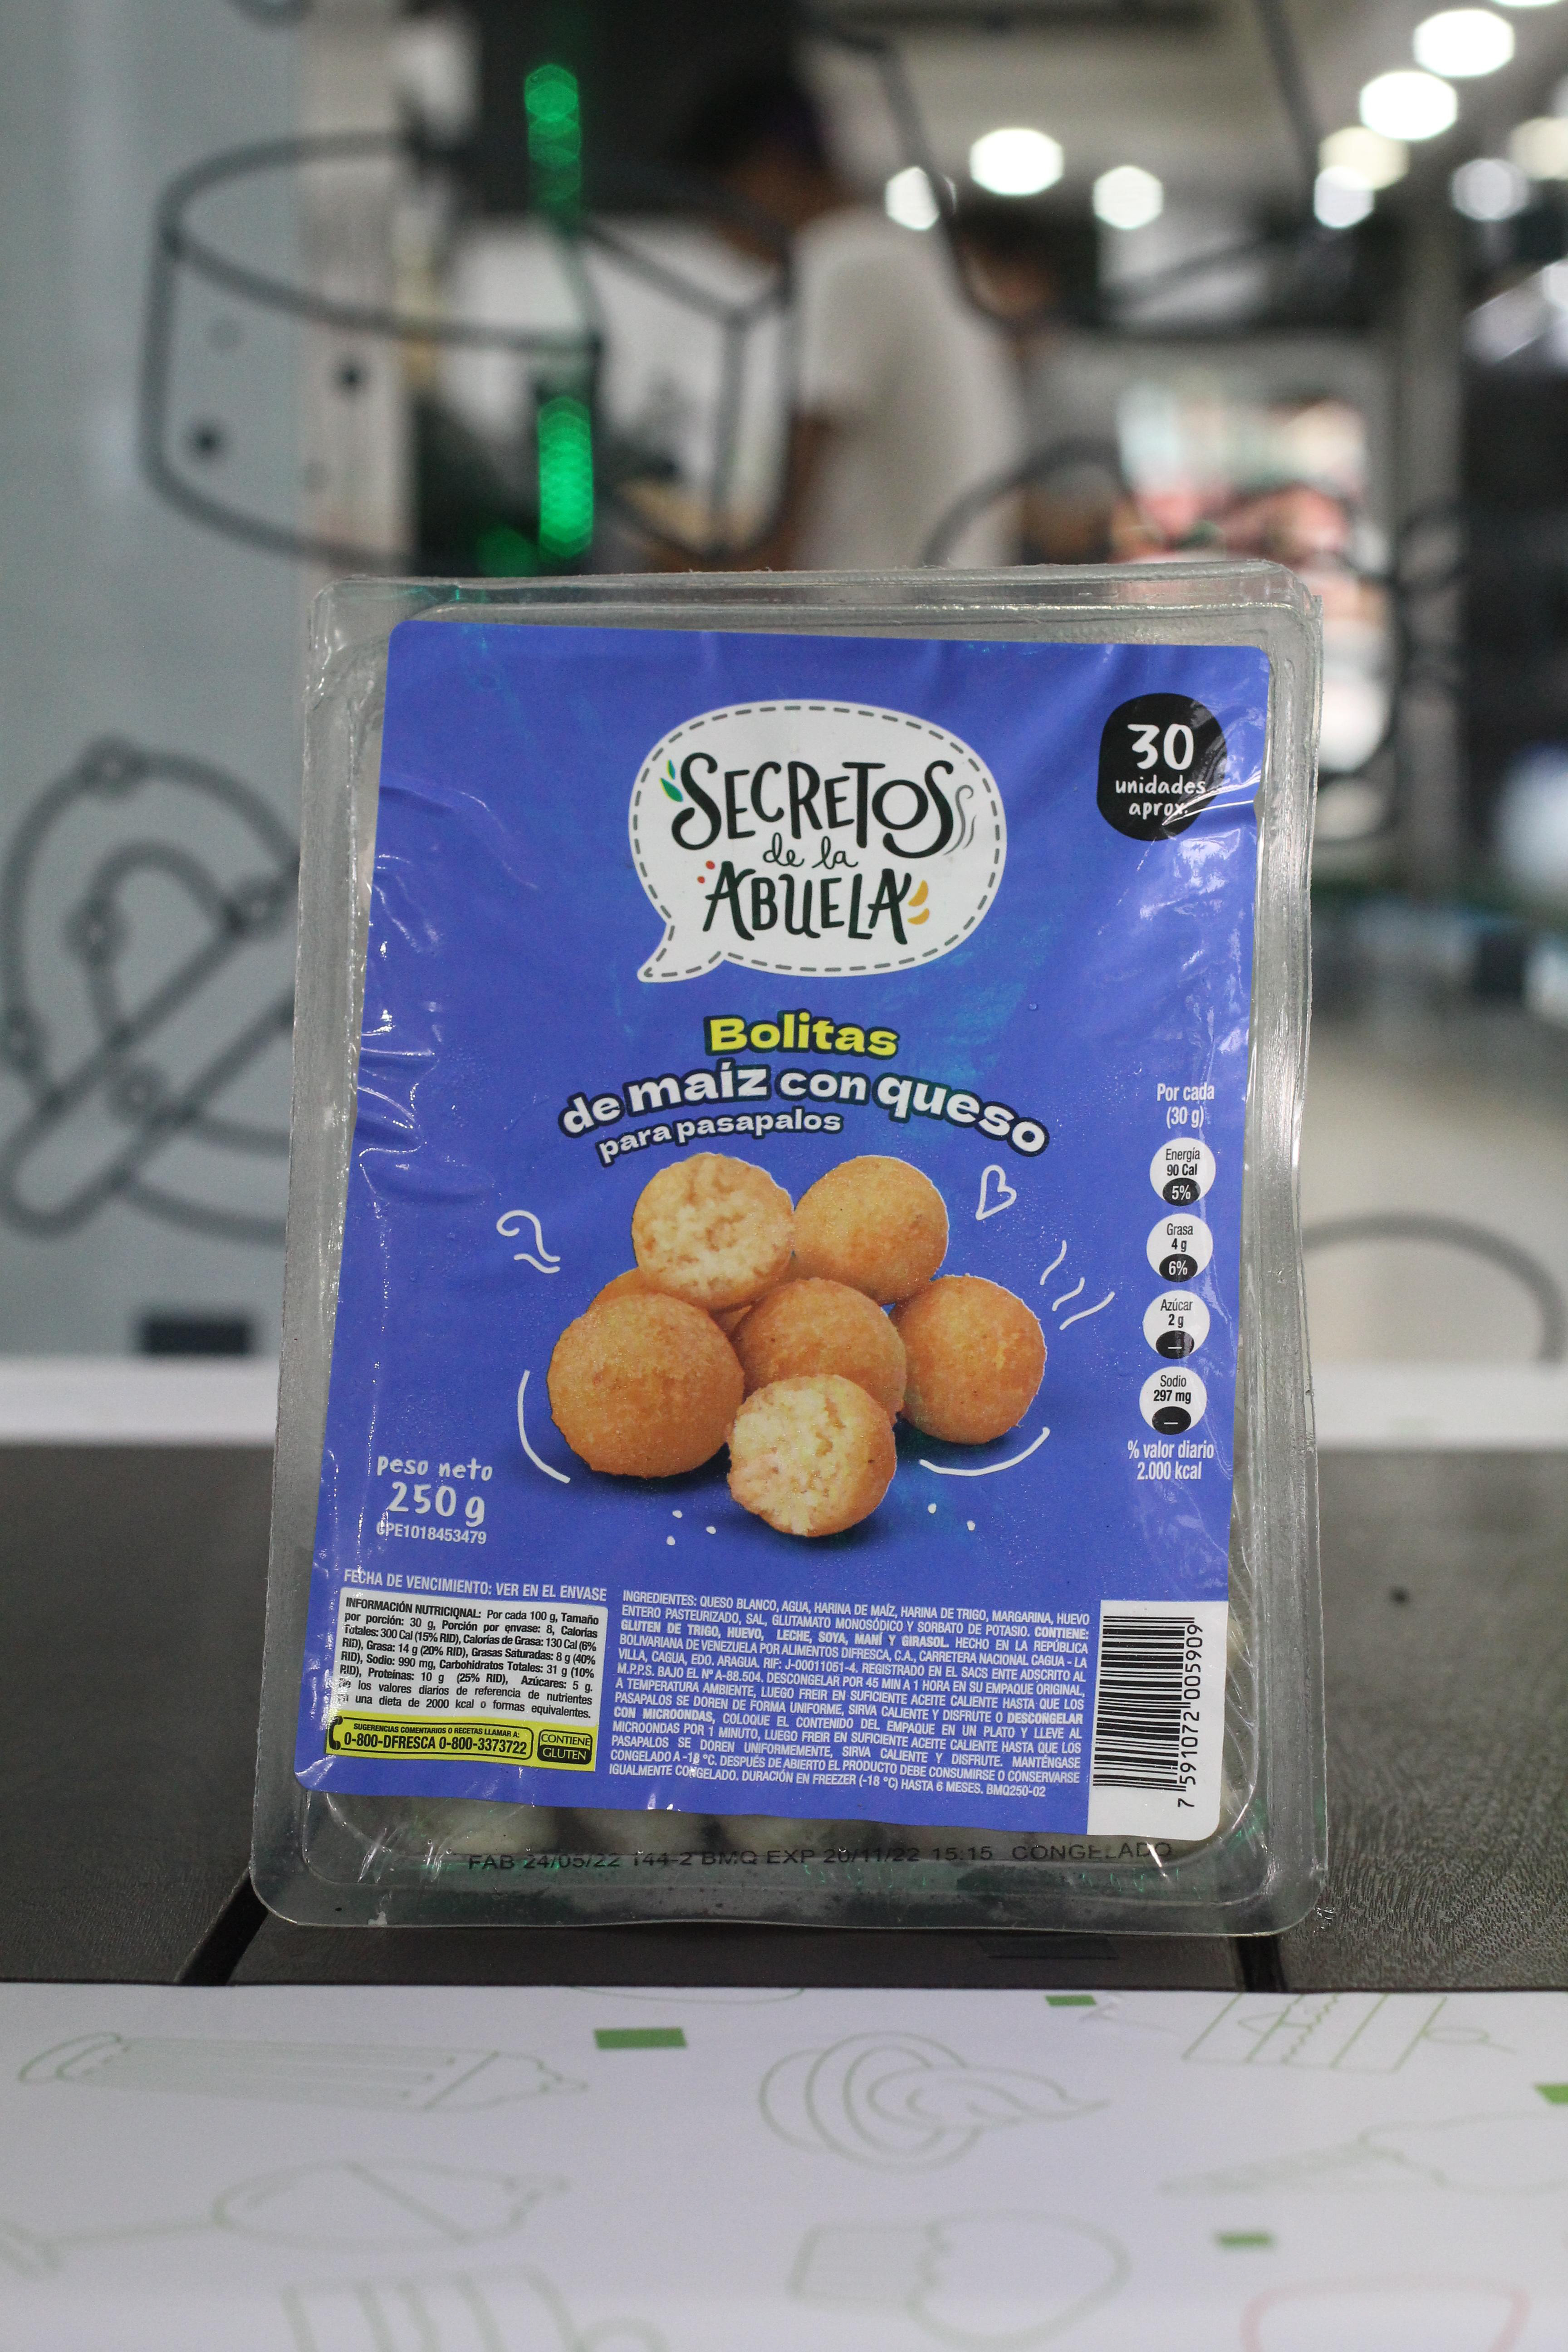 SECRETOS
de la
ABUELA
30
unidades
aprox.
Bolitas
de maíz con queso
para pasapalos
Por cada
(30 g)
Energía
90 Cal
5%
Grasa
4 g
6%
Azúcar
2 g
—
Sodio
297 mg
—
% valor diario
2.000 kcal
peso neto
250 g
CPE1018453479
FECHA DE VENCIMIENTO: VER EN EL ENVASE
INFORMACIÓN NUTRICIONAL: Por cada 100 g, Tamaño
por porción: 30 g, Porción por envase: 8, Calorías
Totales: 300 Cal (15% RID), Calorías de Grasa: 130 Cal (6%
RID), Grasa: 14 g (20% RID), Grasas Saturadas: 8 g (40%
RID), Sodio: 990 mg, Carbohidratos Totales: 31 g (10%
RID), Proteínas: 10 g (25% RID), Azúcares: 5 g.
los valores diarios de referencia de nutrientes
una dieta de 2000 kcal o formas equivalentes.
SUGERENCIAS COMENTARIOS O RECETAS LLAMAR A:
0-800-DFRESCA 0-800-3373722
CONTIENE
GLUTEN
INGREDIENTES: QUESO BLANCO, AGUA, HARINA DE MAÍZ, HARINA DE TRIGO, MARGARINA, HUEVO
ENTERO PASTEURIZADO, SAL, GLUTAMATO MONOSÓDICO Y SORBATO DE POTASIO. CONTIENE:
GLUTEN DE TRIGO, HUEVO, LECHE, SOYA, MANÍ Y GIRASOL. HECHO EN LA REPÚBLICA
BOLIVARIANA DE VENEZUELA POR ALIMENTOS DIFRESCA, C.A., CARRETERA NACIONAL CAGUA - LA
VILLA, CAGUA, EDO. ARAGUA. RIF: J-00011051-4. REGISTRADO EN EL SACS ENTE ADSCRITO AL
M.P.P.S. BAJO EL Nº A-88.504. DESCONGELAR POR 45 MIN A 1 HORA EN SU EMPAQUE ORIGINAL,
A TEMPERATURA AMBIENTE, LUEGO FREIR EN SUFICIENTE ACEITE CALIENTE HASTA QUE LOS
PASAPALOS SE DOREN DE FORMA UNIFORME, SIRVA CALIENTE Y DISFRUTE O DESCONGELAR
CON MICROONDAS, COLOQUE EL CONTENIDO DEL EMPAQUE EN UN PLATO Y LLEVE AL
MICROONDAS POR 1 MINUTO, LUEGO FREIR EN SUFICIENTE ACEITE CALIENTE HASTA QUE LOS
PASAPALOS SE DOREN UNIFORMEMENTE, SIRVA CALIENTE Y DISFRUTE. MANTÉNGASE
CONGELADO A -18 °C. DESPUÉS DE ABIERTO EL PRODUCTO DEBE CONSUMIRSE O CONSERVARSE
IGUALMENTE CONGELADO. DURACIÓN EN FREEZER (-18 °C) HASTA 6 MESES. BMQ250-02
7 591072 005909
FAB 24/05/22 144-2 BMQ EXP 20/11/22 15:15 CONGELADO